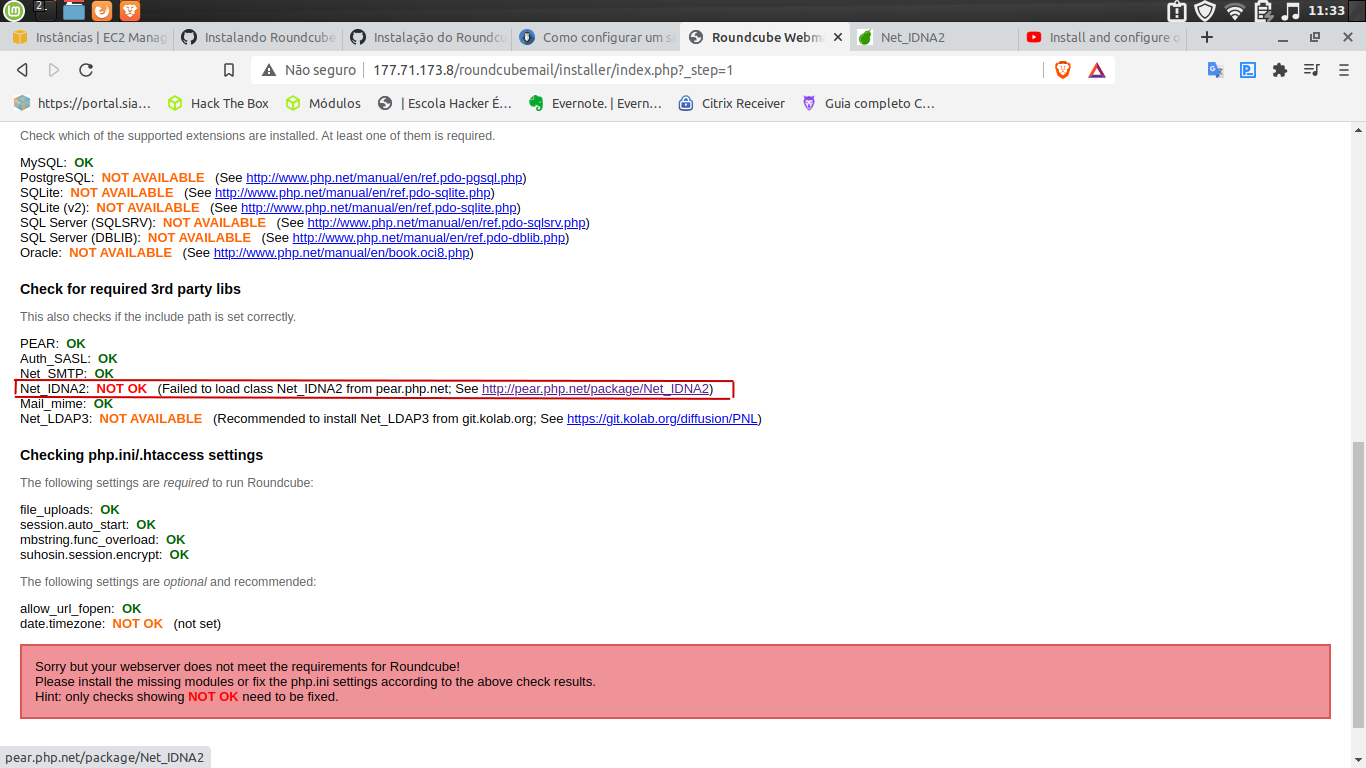 2
11:33
Instâncias | EC2 Manag
Instalando Roundcube
Instalação do Roundcu
Como configurar um se
Roundcube Webma
Net_IDNA2
Install and configure o
Não seguro
177.71.173.8/roundcubemail/installer/index.php?_step=1
https://portal.sia...
Hack The Box
Módulos
| Escola Hacker É...
Evernote. | Evern...
Citrix Receiver
Guia completo C...
Check which of the supported extensions are installed. At least one of them is required.
MySQL: OK
PostgreSQL: NOT AVAILABLE (See http://www.php.net/manual/en/ref.pdo-pgsql.php)
SQLite: NOT AVAILABLE (See http://www.php.net/manual/en/ref.pdo-sqlite.php)
SQLite (v2): NOT AVAILABLE (See http://www.php.net/manual/en/ref.pdo-sqlite.php)
SQL Server (SQLSRV): NOT AVAILABLE (See http://www.php.net/manual/en/ref.pdo-sqlsrv.php)
SQL Server (DBLIB): NOT AVAILABLE (See http://www.php.net/manual/en/ref.pdo-dblib.php)
Oracle: NOT AVAILABLE (See http://www.php.net/manual/en/book.oci8.php)
Check for required 3rd party libs
This also checks if the include path is set correctly.
PEAR: OK
Auth_SASL: OK
Net_SMTP: OK
Net_IDNA2: NOT OK (Failed to load class Net_IDNA2 from pear.php.net; See http://pear.php.net/package/Net_IDNA2)
Mail_mime: OK
Net_LDAP3: NOT AVAILABLE (Recommended to install Net_LDAP3 from git.kolab.org; See https://git.kolab.org/diffusion/PNL)
Checking php.ini/.htaccess settings
The following settings are required to run Roundcube:
file_uploads: OK
session.auto_start: OK
mbstring.func_overload: OK
suhosin.session.encrypt: OK
The following settings are optional and recommended:
allow_url_fopen: OK
date.timezone: NOT OK (not set)
Sorry but your webserver does not meet the requirements for Roundcube!
Please install the missing modules or fix the php.ini settings according to the above check results.
Hint: only checks showing NOT OK need to be fixed.
pear.php.net/package/Net_IDNA2